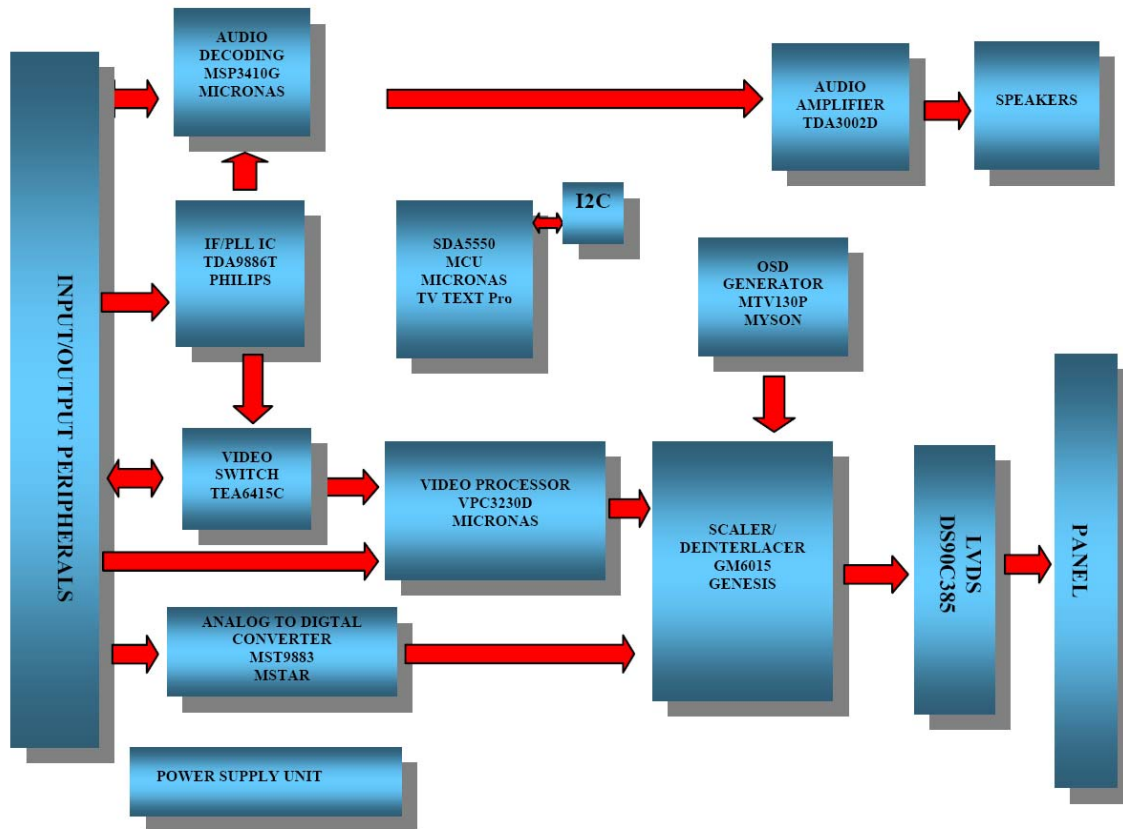 AUDIO
DECODING
MSP3410G
MICRONAS
AUDIO
AMPLIFIER
TDA3002D
SPEAKERS
INPUT/OUTPUT PERIPHERALS
IF/PLL IC
TDA9886T
PHILIPS
SDA5550
MCU
MICRONAS
TV TEXT Pro
I2C
OSD
GENERATOR
MTV130P
MYSON
VIDEO
SWITCH
TEA6415C
VIDEO PROCESSOR
VPC3230D
MICRONAS
SCALER/
DEINTERLACER
GM6015
GENESIS
LVDS
DS90C385
PANEL
ANALOG TO DIGTAL
CONVERTER
MST9883
MSTAR
POWER SUPPLY UNIT